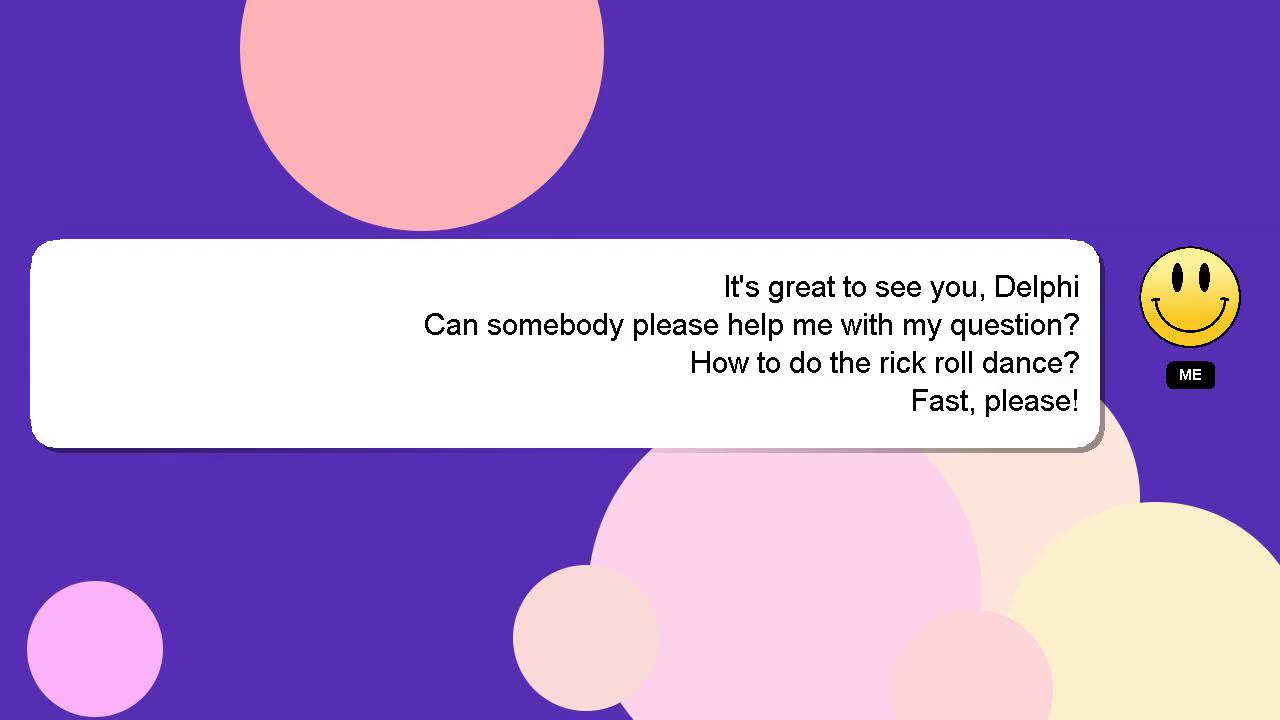 It's great to see you, Delphi
Can somebody please help me with my question?
How to do the rick roll dance?
Fast, please!
ME